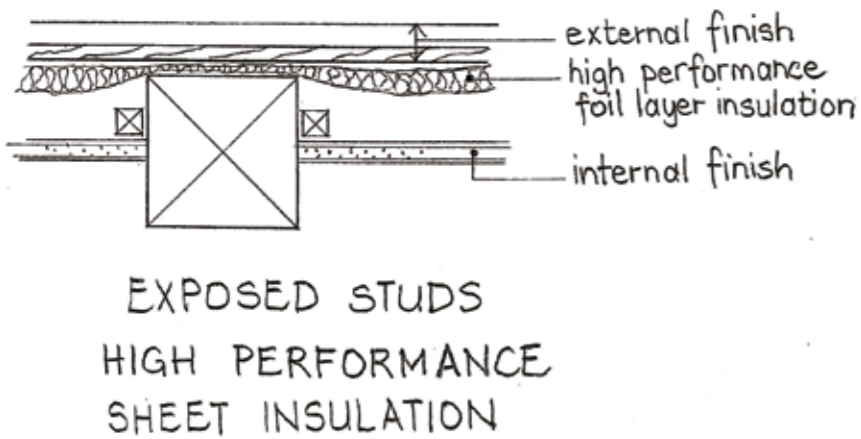 external finish
high performance
foil layer insulation
internal finish
EXPOSED STUDS
HIGH PERFORMANCE
SHEET INSULATION